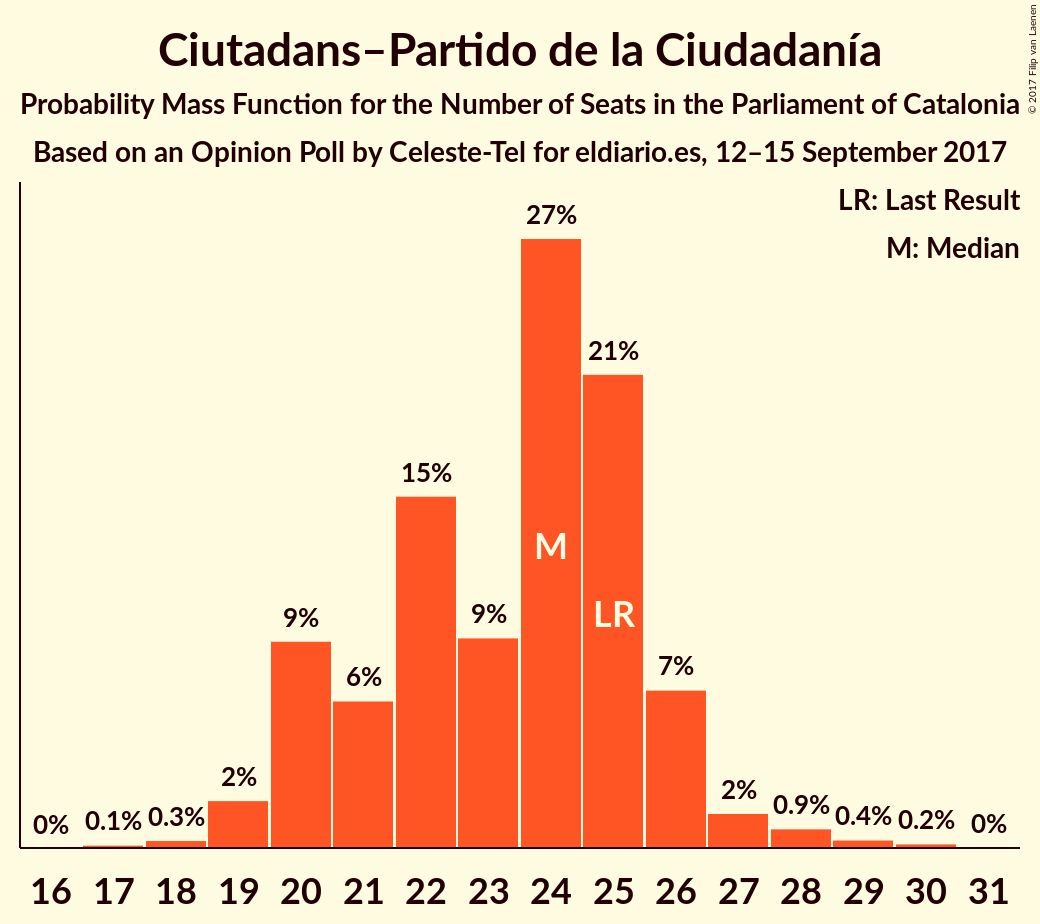 Ciutadans–Partido de la Ciudadanía
Probability Mass Function for the Number of Seats in the Parliament of Catalonia
Based on an Opinion Poll by Celeste-Tel for eldiario.es, 12–15 September 2017
© 2017 Filip van Laenen
LR: Last Result
M: Median
0% 0.1% 0.3% 2% 9% 6% 15% 9% 27% 21% 7% 2% 0.9% 0.4% 0.2% 0%
M
LR
16 17 18 19 20 21 22 23 24 25 26 27 28 29 30 31